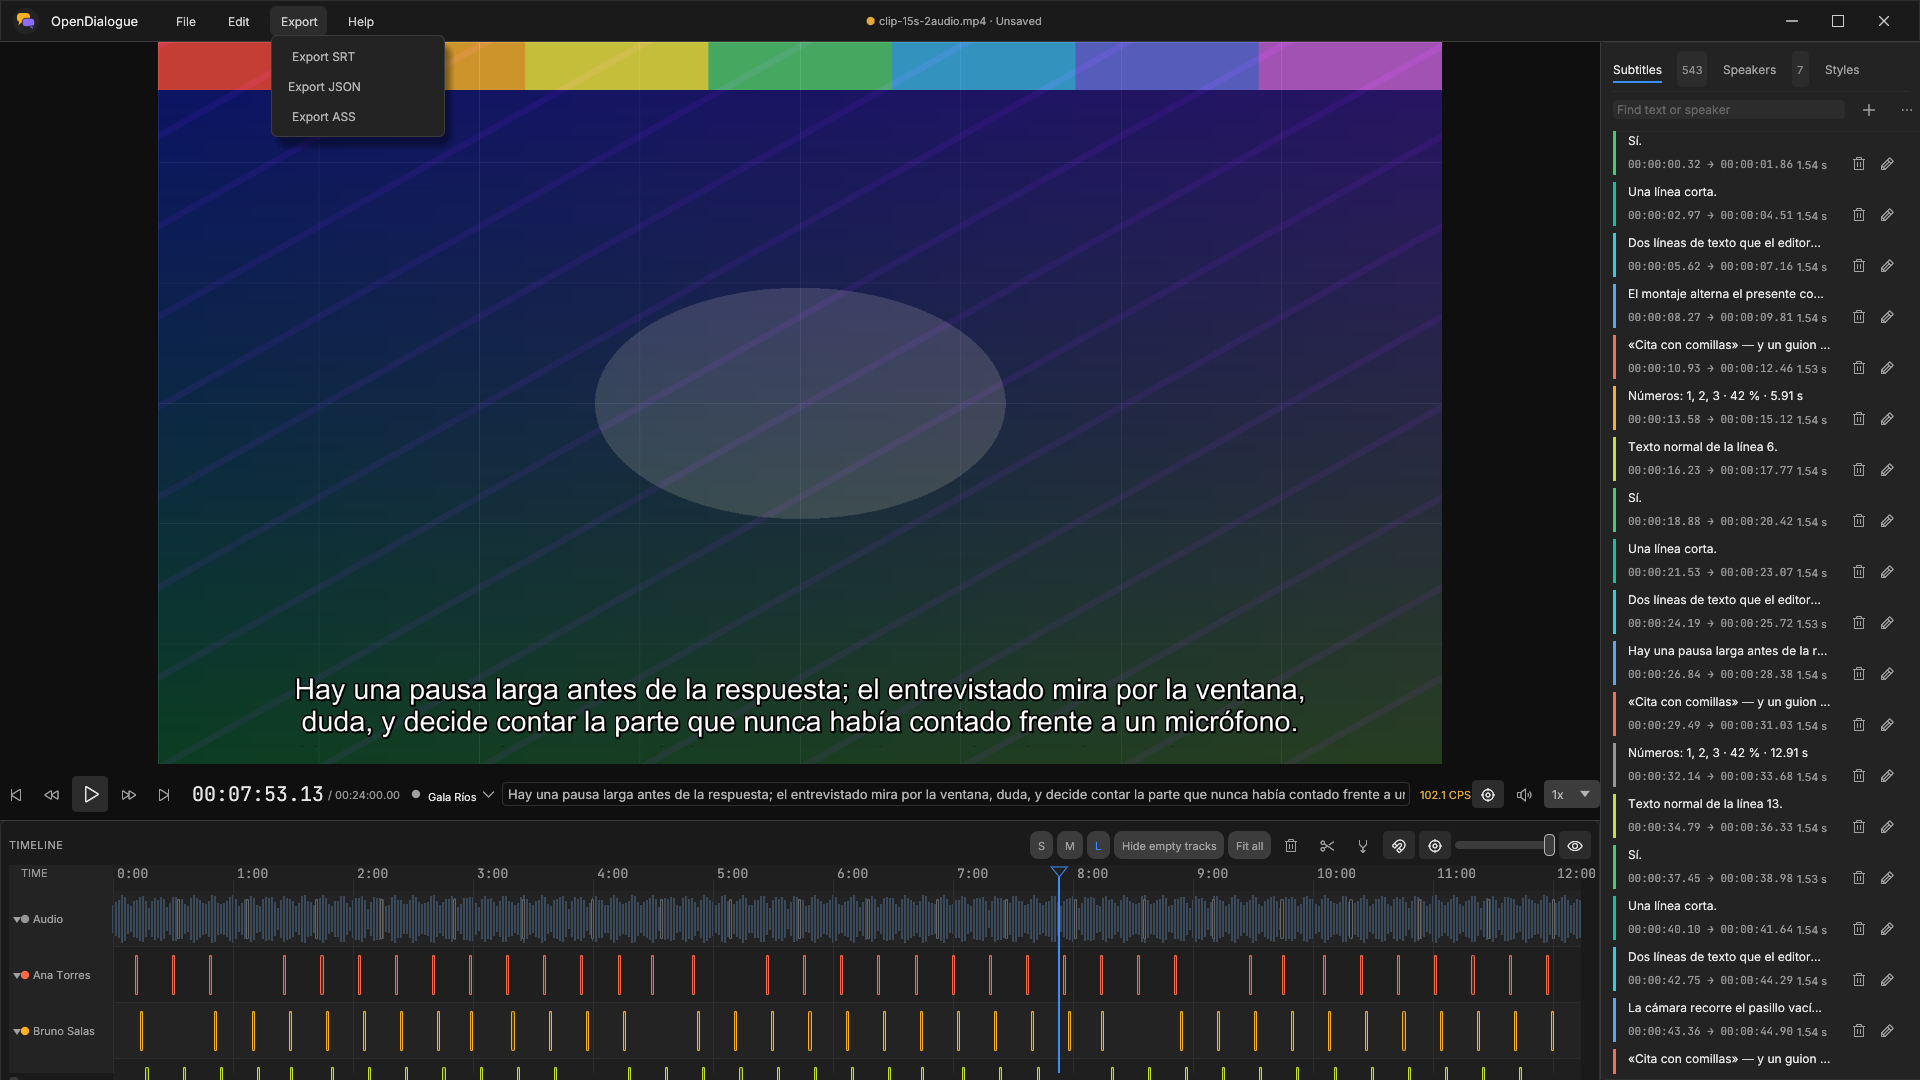 OpenDialogue File Edit Export Help
clip-15s-2audio.mp4 · Unsaved
Export SRT
Export JSON
Export ASS
Hay una pausa larga antes de la respuesta; el entrevistado mira por la ventana,
duda, y decide contar la parte que nunca había contado frente a un micrófono.
00:07:53.13 / 00:24:00.00 Gala Ríos Hay una pausa larga antes de la respuesta; el entrevistado mira por la ventana, duda, y decide contar la parte que nunca había contado frente a ur 102.1 CPS 1x
TIMELINE S M L Hide empty tracks Fit all
TIME 0:00 1:00 2:00 3:00 4:00 5:00 6:00 7:00 8:00 9:00 10:00 11:00 12:00
Audio
Ana Torres
Bruno Salas
Subtitles 543 Speakers 7 Styles
Find text or speaker
Sí.
00:00:00.32 → 00:00:01.86 1.54 s
Una línea corta.
00:00:02.97 → 00:00:04.51 1.54 s
Dos líneas de texto que el editor...
00:00:05.62 → 00:00:07.16 1.54 s
El montaje alterna el presente co...
00:00:08.27 → 00:00:09.81 1.54 s
«Cita con comillas» — y un guion ...
00:00:10.93 → 00:00:12.46 1.53 s
Números: 1, 2, 3 · 42 % · 5.91 s
00:00:13.58 → 00:00:15.12 1.54 s
Texto normal de la línea 6.
00:00:16.23 → 00:00:17.77 1.54 s
Sí.
00:00:18.88 → 00:00:20.42 1.54 s
Una línea corta.
00:00:21.53 → 00:00:23.07 1.54 s
Dos líneas de texto que el editor...
00:00:24.19 → 00:00:25.72 1.53 s
Hay una pausa larga antes de la r...
00:00:26.84 → 00:00:28.38 1.54 s
«Cita con comillas» — y un guion ...
00:00:29.49 → 00:00:31.03 1.54 s
Números: 1, 2, 3 · 42 % · 12.91 s
00:00:32.14 → 00:00:33.68 1.54 s
Texto normal de la línea 13.
00:00:34.79 → 00:00:36.33 1.54 s
Sí.
00:00:37.45 → 00:00:38.98 1.53 s
Una línea corta.
00:00:40.10 → 00:00:41.64 1.54 s
Dos líneas de texto que el editor...
00:00:42.75 → 00:00:44.29 1.54 s
La cámara recorre el pasillo vací...
00:00:43.36 → 00:00:44.90 1.54 s
«Cita con comillas» — y un guion ...